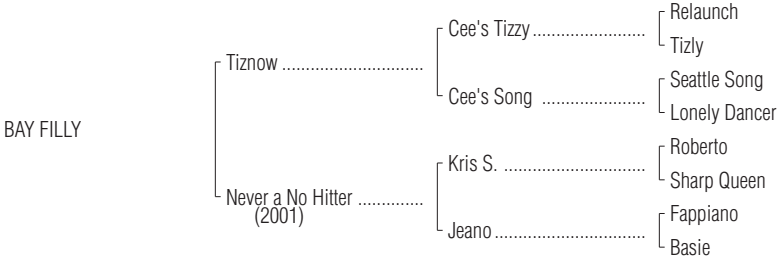 Relaunch
Cee's Tizzy ........................
Tizly
Tiznow .............................
Seattle Song
Cee's Song ......................
Lonely Dancer
BAY FILLY
Roberto
Kris S. ..............................
Sharp Queen
Never a No Hitter ..............
(2001)
Fappiano
Jeano ................................
Basie